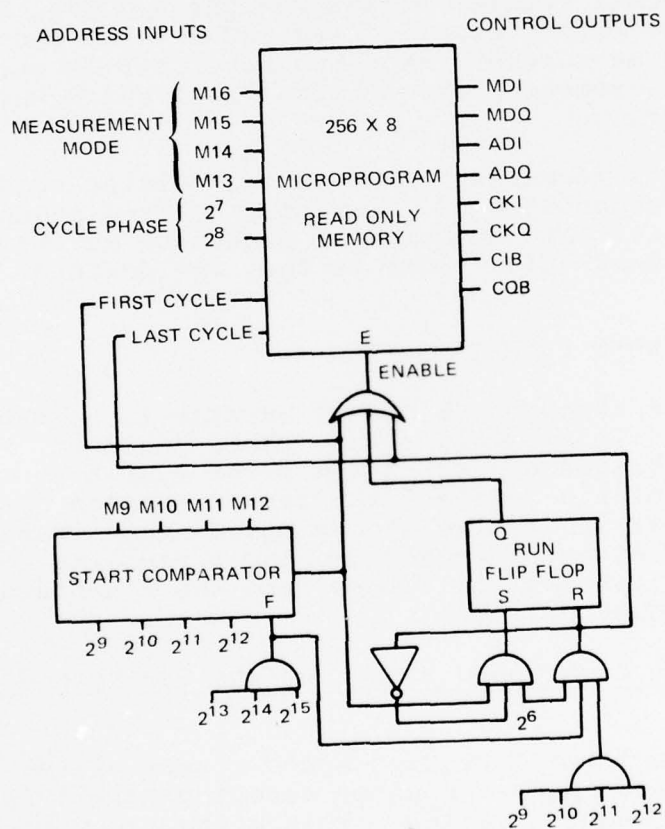 ADDRESS INPUTS
CONTROL OUTPUTS
MEASUREMENT
MODE
M16
M15
M14
M13
CYCLE PHASE
2⁷
2⁸
FIRST CYCLE
LAST CYCLE
256 X 8
MICROPROGRAM
READ ONLY
MEMORY
E
MDI
MDQ
ADI
ADQ
CKI
CKQ
CIB
CQB
ENABLE
M9 M10 M11 M12
START COMPARATOR
F
2⁹ 2¹⁰ 2¹¹ 2¹²
2¹³ 2¹⁴ 2¹⁵
Q
RUN
FLIP FLOP
S R
2⁶
2⁹ 2¹⁰ 2¹¹ 2¹²